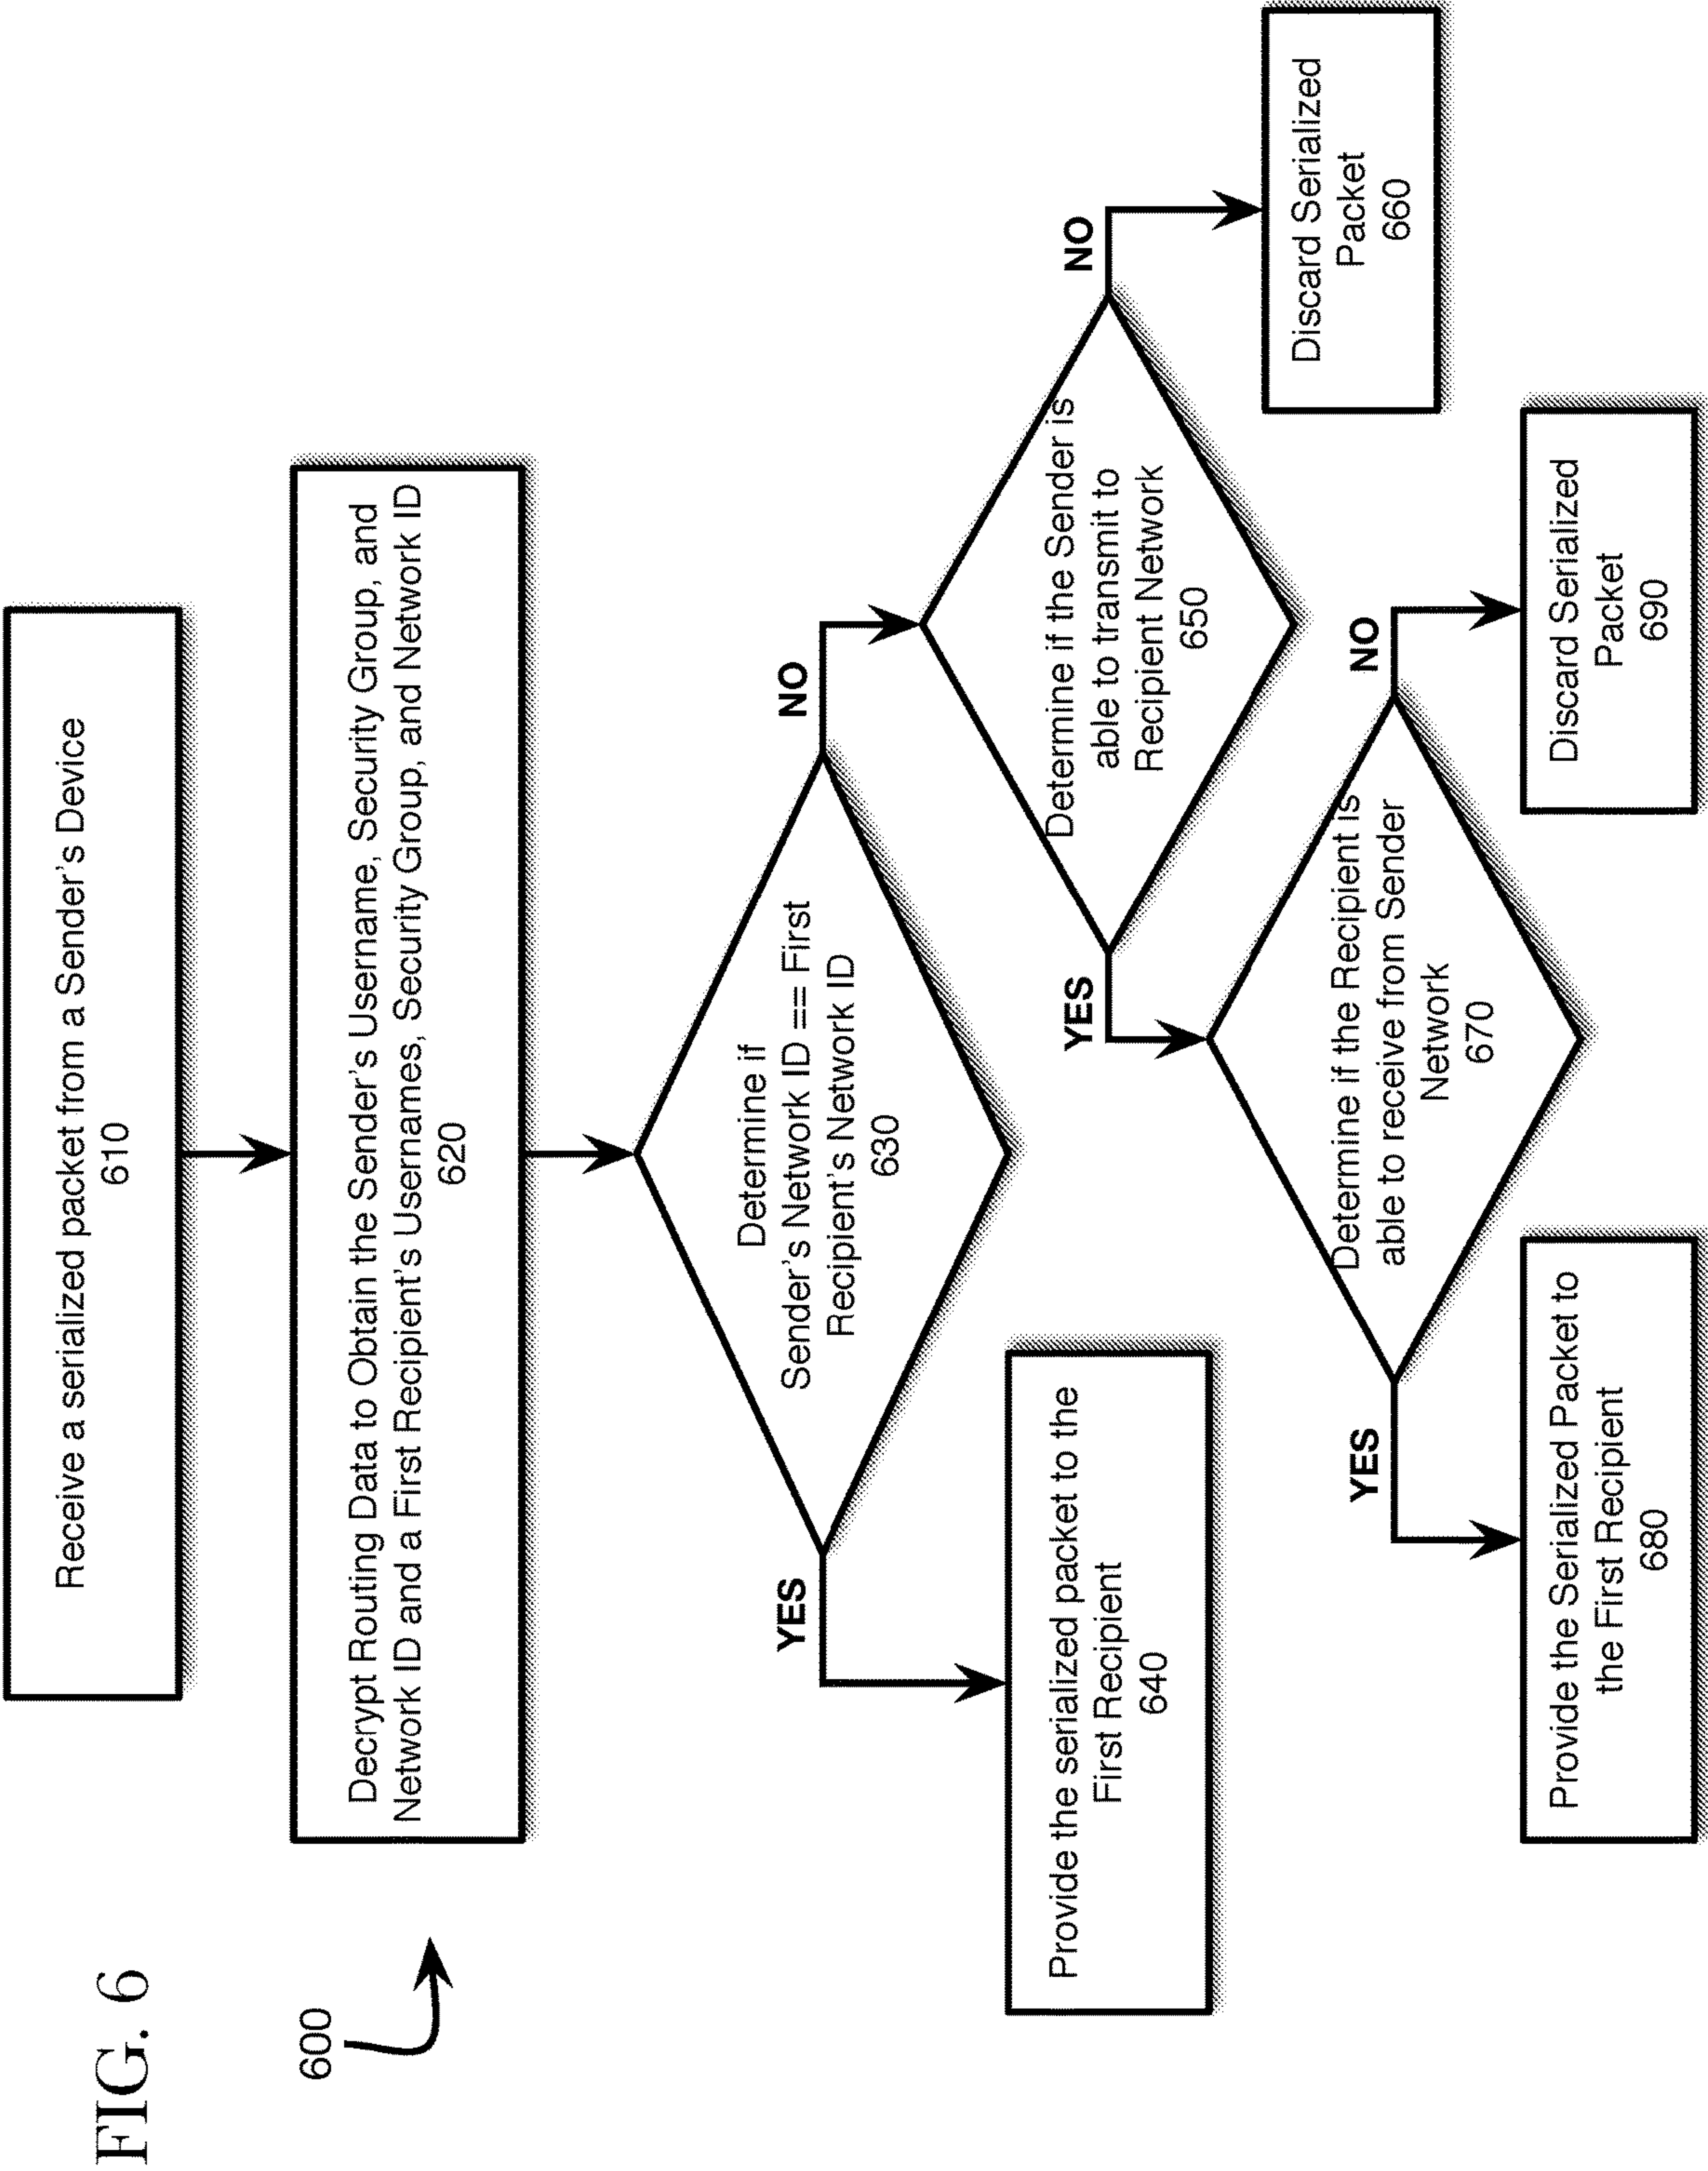 FIG. 6
600
Receive a serialized packet from a Sender's Device
610
Decrypt Routing Data to Obtain the Sender's Username, Security Group, and
Network ID and a First Recipient's Usernames, Security Group, and Network ID
620
Determine if
Sender's Network ID == First
Recipient's Network ID
630
YES
NO
Provide the serialized packet to the
First Recipient
640
Determine if the Sender is
able to transmit to
Recipient Network
650
YES
NO
Discard Serialized
Packet
660
Determine if the Recipient is
able to receive from Sender
Network
670
YES
NO
Provide the Serialized Packet to
the First Recipient
680
Discard Serialized
Packet
690